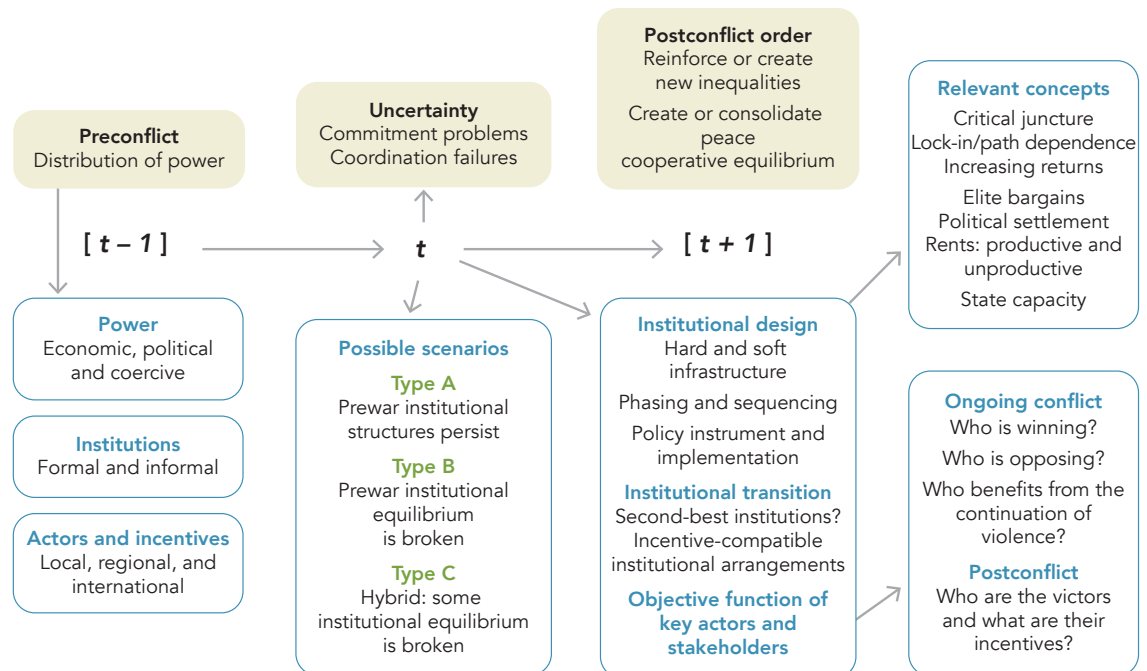 Preconflict
Distribution of power
Uncertainty
Commitment problems
Coordination failures
Postconflict order
Reinforce or create
new inequalities
Create or consolidate
peace
cooperative equilibrium
[ t – 1 ]
t
[ t + 1 ]
Power
Economic, political
and coercive
Institutions
Formal and informal
Actors and incentives
Local, regional, and
international
Possible scenarios
Type A
Prewar institutional
structures persist
Type B
Prewar institutional
equilibrium
is broken
Type C
Hybrid: some
institutional equilibrium
is broken
Institutional design
Hard and soft
infrastructure
Phasing and sequencing
Policy instrument and
implementation
Institutional transition
Second-best institutions?
Incentive-compatible
institutional arrangements
Objective function of
key actors and
stakeholders
Relevant concepts
Critical juncture
Lock-in/path dependence
Increasing returns
Elite bargains
Political settlement
Rents: productive and
unproductive
State capacity
Ongoing conflict
Who is winning?
Who is opposing?
Who benefits from the
continuation of
violence?
Postconflict
Who are the victors
and what are their
incentives?